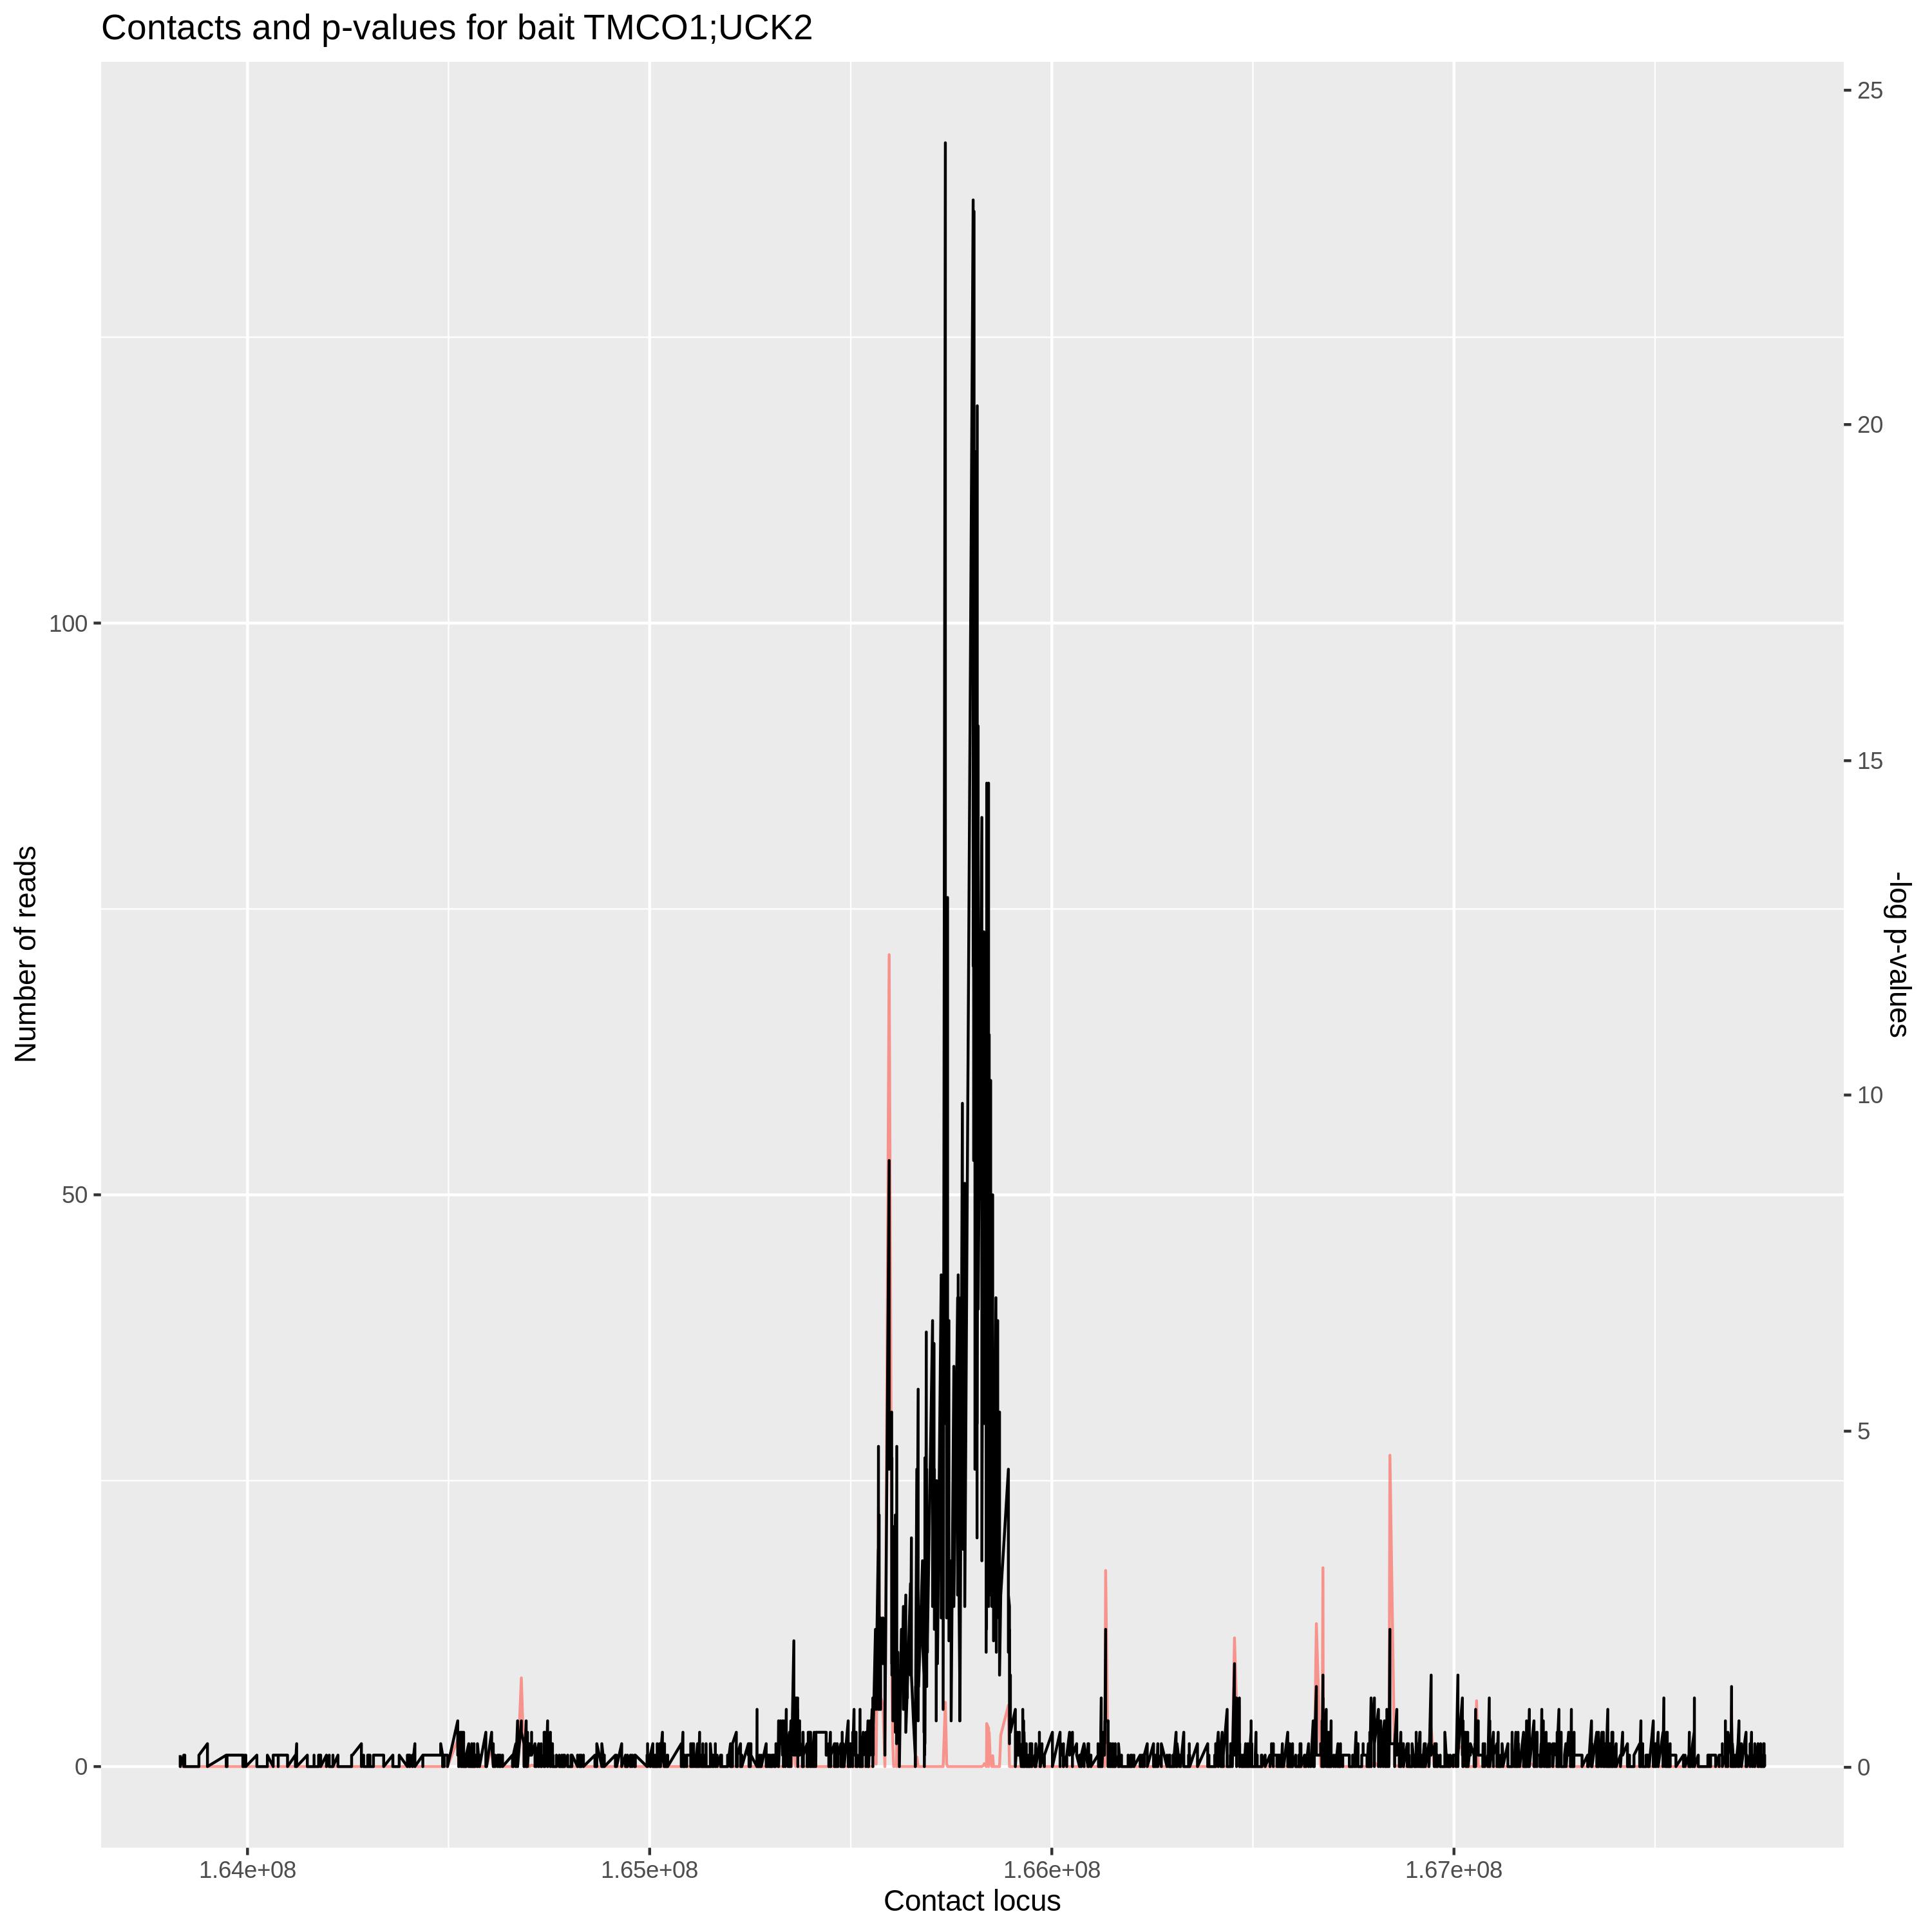 Contacts and p-values for bait TMCO1;UCK2
Number of reads
100
50
0
25
20
15
10
5
0
-log p-values
1.64e+08
1.65e+08
1.66e+08
1.67e+08
Contact locus